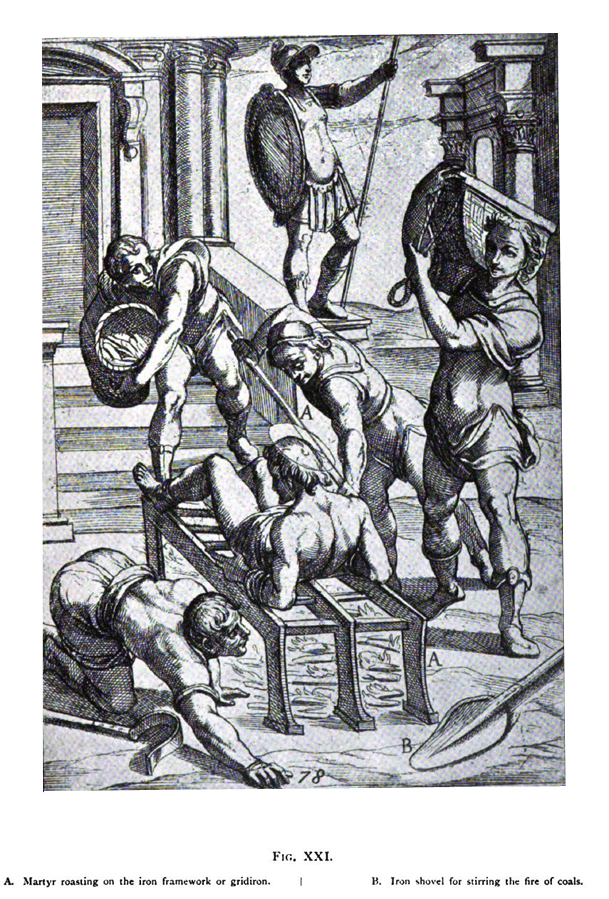 A
A
B
78
FIG. XXI.
A. Martyr roasting on the iron framework or gridiron. | B. Iron shovel for stirring the fire of coals.